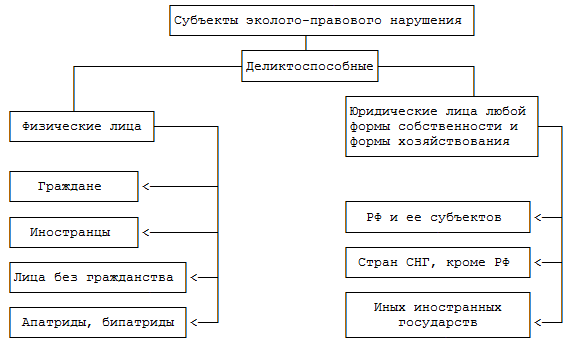 Субъекты эколого-правового нарушения
Деликтоспособные
Физические лица
Граждане
Иностранцы
Лица без гражданства
Апатриды, бипатриды
Юридические лица любой
формы собственности и
формы хозяйствования
РФ и ее субъектов
Стран СНГ, кроме РФ
Иных иностранных
государств